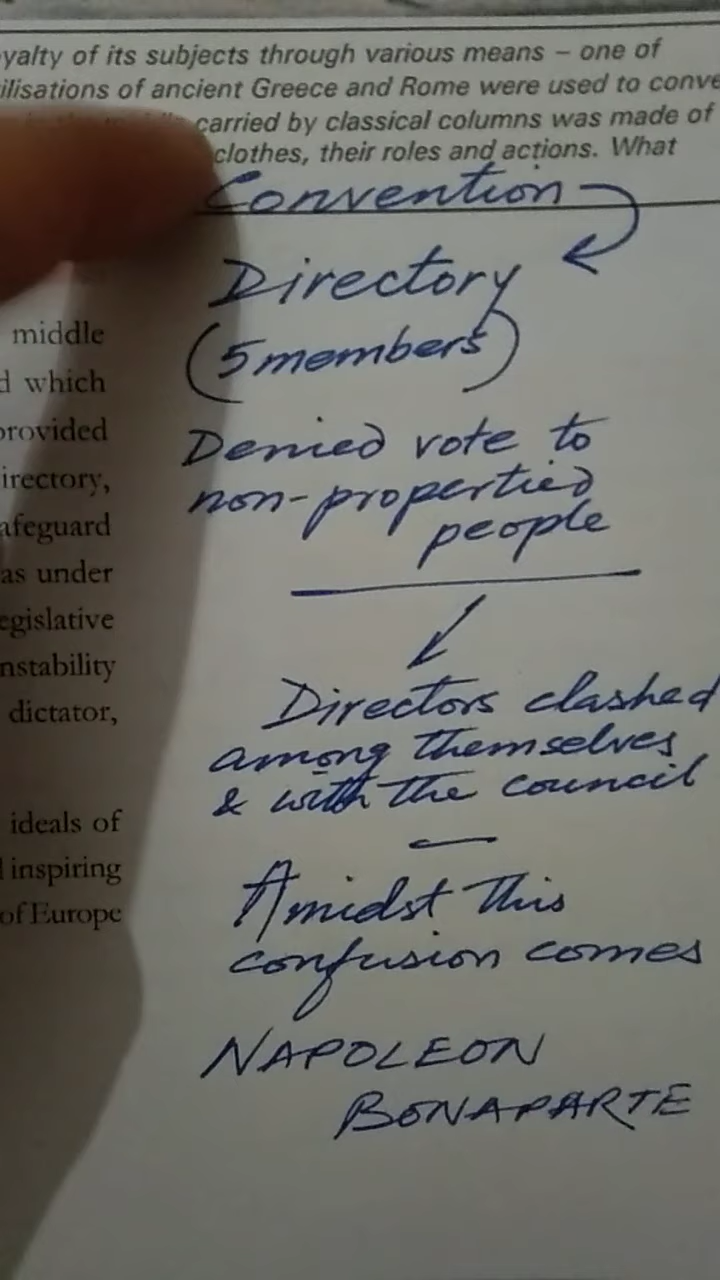 yalty of its subjects through various means – one of
ilisations of ancient Greece and Rome were used to conve
carried by classical columns was made of
clothes, their roles and actions. What
Convention
Directory
(5 members)
Denied vote to
non-propertied
people
Directors clashed
among themselves
& with the council
Amidst this
confusion comes
NAPOLEON
BONAPARTE
middle
d which
provided
irectory,
afeguard
as under
egislative
nstability
dictator,
ideals of
inspiring
of Europe